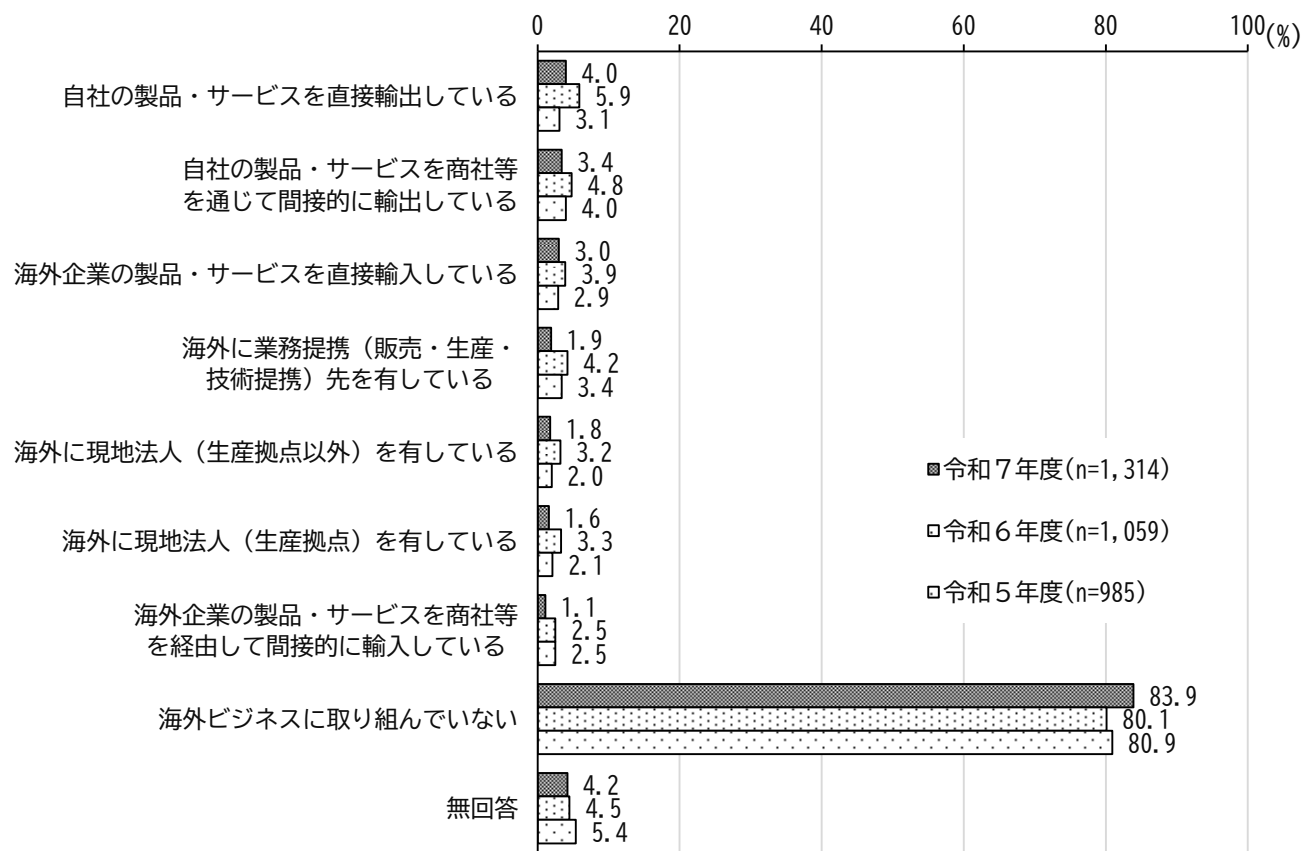 0 20 40 60 80 100 (%)
自社の製品・サービスを直接輸出している
4.0
5.9
3.1
自社の製品・サービスを商社等
を通じて間接的に輸出している
3.4
4.8
4.0
海外企業の製品・サービスを直接輸入している
3.0
3.9
2.9
海外に業務提携（販売・生産・
技術提携）先を有している
1.9
4.2
3.4
海外に現地法人（生産拠点以外）を有している
1.8
3.2
2.0
海外に現地法人（生産拠点）を有している
1.6
3.3
2.1
海外企業の製品・サービスを商社等
を経由して間接的に輸入している
1.1
2.5
2.5
海外ビジネスに取り組んでいない
83.9
80.1
80.9
無回答
4.2
4.5
5.4
令和７年度(n=1,314)
令和６年度(n=1,059)
令和５年度(n=985)